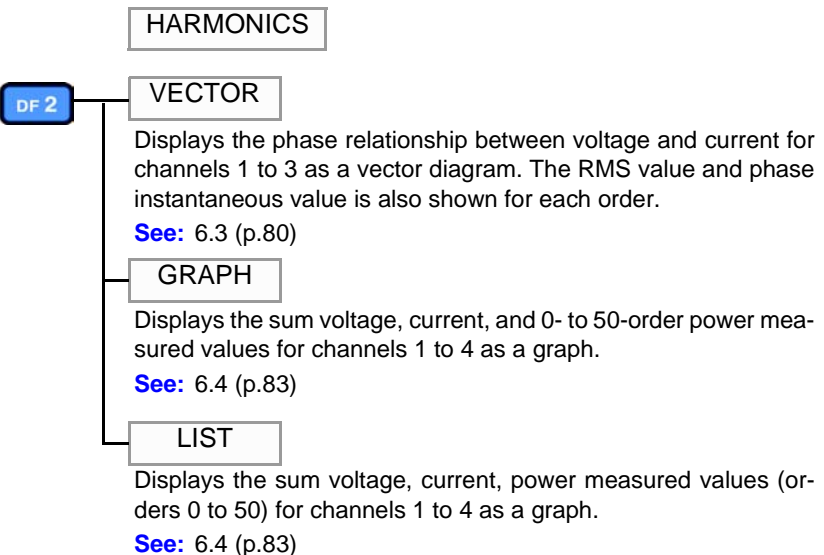 HARMONICS
DF 2
VECTOR
Displays the phase relationship between voltage and current for
channels 1 to 3 as a vector diagram. The RMS value and phase
instantaneous value is also shown for each order.
See: 6.3 (p.80)
GRAPH
Displays the sum voltage, current, and 0- to 50-order power mea-
sured values for channels 1 to 4 as a graph.
See: 6.4 (p.83)
LIST
Displays the sum voltage, current, power measured values (or-
ders 0 to 50) for channels 1 to 4 as a graph.
See: 6.4 (p.83)